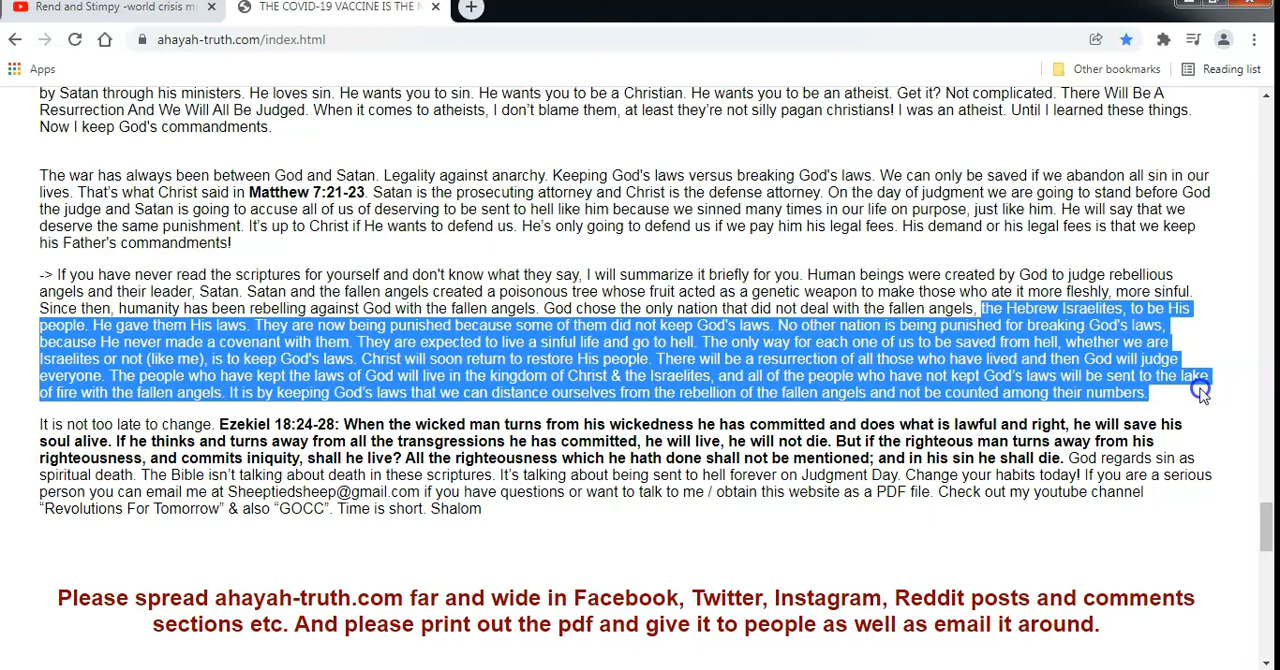 Rend and Stimpy -world crisis m
THE COVID-19 VACCINE IS THE M
ahayah-truth.com/index.html
Apps
Other bookmarks
Reading list
by Satan through his ministers. He loves sin. He wants you to sin. He wants you to be a Christian. He wants you to be an atheist. Get it? Not complicated. There Will Be A
Resurrection And We Will All Be Judged. When it comes to atheists, I don't blame them, at least they're not silly pagan christians! I was an atheist. Until I learned these things.
Now I keep God's commandments.
The war has always been between God and Satan. Legality against anarchy. Keeping God's laws versus breaking God's laws. We can only be saved if we abandon all sin in our
lives. That's what Christ said in Matthew 7:21-23. Satan is the prosecuting attorney and Christ is the defense attorney. On the day of judgment we are going to stand before God
the judge and Satan is going to accuse all of us of deserving to be sent to hell like him because we sinned many times in our life on purpose, just like him. He will say that we
deserve the same punishment. It's up to Christ if He wants to defend us. He's only going to defend us if we pay him his legal fees. His demand or his legal fees is that we keep
his Father's commandments!
-> If you have never read the scriptures for yourself and don't know what they say, I will summarize it briefly for you. Human beings were created by God to judge rebellious
angels and their leader, Satan. Satan and the fallen angels created a poisonous tree whose fruit acted as a genetic weapon to make those who ate it more fleshly, more sinful.
Since then, humanity has been rebelling against God with the fallen angels. God chose the only nation that did not deal with the fallen angels, the Hebrew Israelites, to be His
people. He gave them His laws. They are now being punished because some of them did not keep God's laws. No other nation is being punished for breaking God's laws,
because He never made a covenant with them. They are expected to live a sinful life and go to hell. The only way for each one of us to be saved from hell, whether we are
Israelites or not (like me), is to keep God's laws. Christ will soon return to restore His people. There will be a resurrection of all those who have lived and then God will judge
everyone. The people who have kept the laws of God will live in the kingdom of Christ & the Israelites, and all of the people who have not kept God's laws will be sent to the lake
of fire with the fallen angels. It is by keeping God's laws that we can distance ourselves from the rebellion of the fallen angels and not be counted among their numbers.
It is not too late to change. Ezekiel 18:24-28: When the wicked man turns from his wickedness he has committed and does what is lawful and right, he will save his
soul alive. If he thinks and turns away from all the transgressions he has committed, he will live, he will not die. But if the righteous man turns away from his
righteousness, and commits iniquity, shall he live? All the righteousness which he hath done shall not be mentioned; and in his sin he shall die. God regards sin as
spiritual death. The Bible isn't talking about death in these scriptures. It's talking about being sent to hell forever on Judgment Day. Change your habits today! If you are a serious
person you can email me at Sheeptiedsheep@gmail.com if you have questions or want to talk to me / obtain this website as a PDF file. Check out my youtube channel
“Revolutions For Tomorrow” & also “GOCC”. Time is short. Shalom
Please spread ahayah-truth.com far and wide in Facebook, Twitter, Instagram, Reddit posts and comments
sections etc. And please print out the pdf and give it to people as well as email it around.